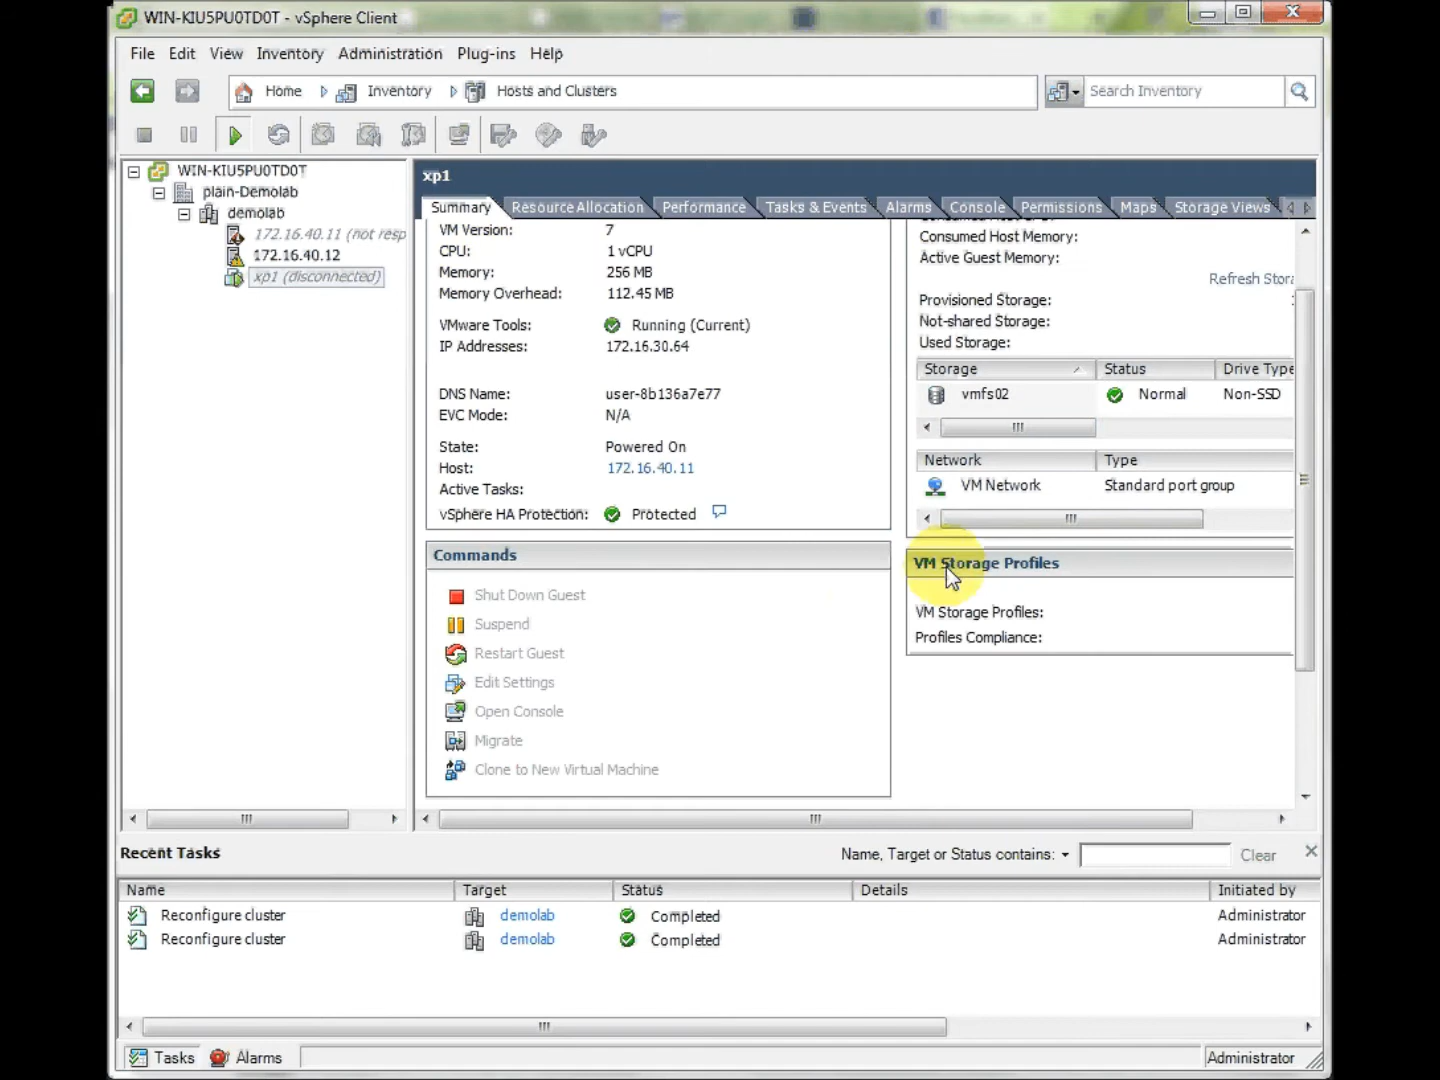 WIN-KIU5PU0TD0T - vSphere Client
File Edit View Inventory Administration Plug-ins Help
Home Inventory Hosts and Clusters
Search Inventory
WIN-KIU5PU0TD0T
plain-Demolab
demolab
172.16.40.11 (not resp
172.16.40.12
xp1 (disconnected)
xp1
Summary Resource Allocation Performance Tasks & Events Alarms Console Permissions Maps Storage Views
VM Version: 7
CPU: 1 vCPU
Memory: 256 MB
Memory Overhead: 112.45 MB
VMware Tools: Running (Current)
IP Addresses: 172.16.30.64
DNS Name: user-8b136a7e77
EVC Mode: N/A
State: Powered On
Host: 172.16.40.11
Active Tasks:
vSphere HA Protection: Protected
Commands
Shut Down Guest
Suspend
Restart Guest
Edit Settings
Open Console
Migrate
Clone to New Virtual Machine
Consumed Host Memory:
Active Guest Memory:
Refresh Stora
Provisioned Storage:
Not-shared Storage:
Used Storage:
Storage Status Drive Type
vmfs02 Normal Non-SSD
Network Type
VM Network Standard port group
VM Storage Profiles
VM Storage Profiles:
Profiles Compliance:
Recent Tasks
Name, Target or Status contains: Clear
Name Target Status Details Initiated by
Reconfigure cluster demolab Completed Administrator
Reconfigure cluster demolab Completed Administrator
Tasks Alarms Administrator